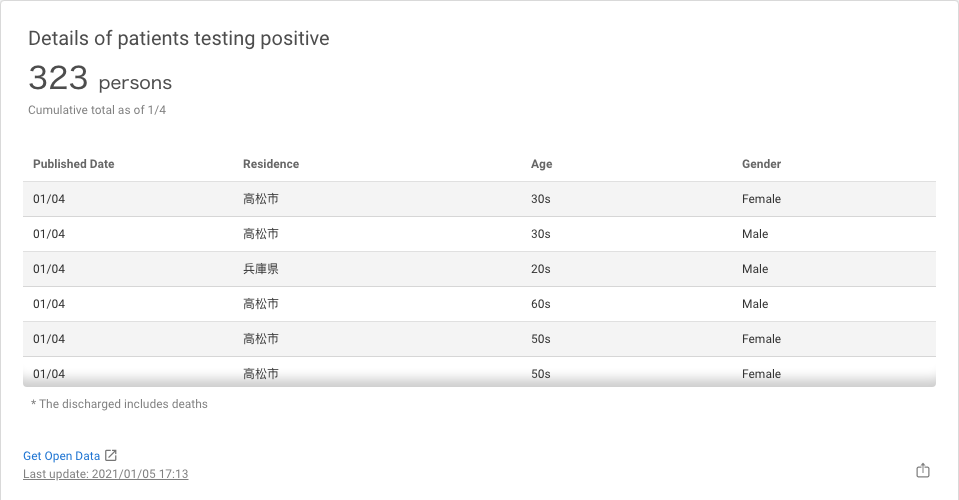 Details of patients testing positive
323 persons
Cumulative total as of 1/4
Published Date Residence Age Gender
01/04 高松市 30s Female
01/04 高松市 30s Male
01/04 兵庫県 20s Male
01/04 高松市 60s Male
01/04 高松市 50s Female
01/04 高松市 50s Female
* The discharged includes deaths
Get Open Data
Last update: 2021/01/05 17:13